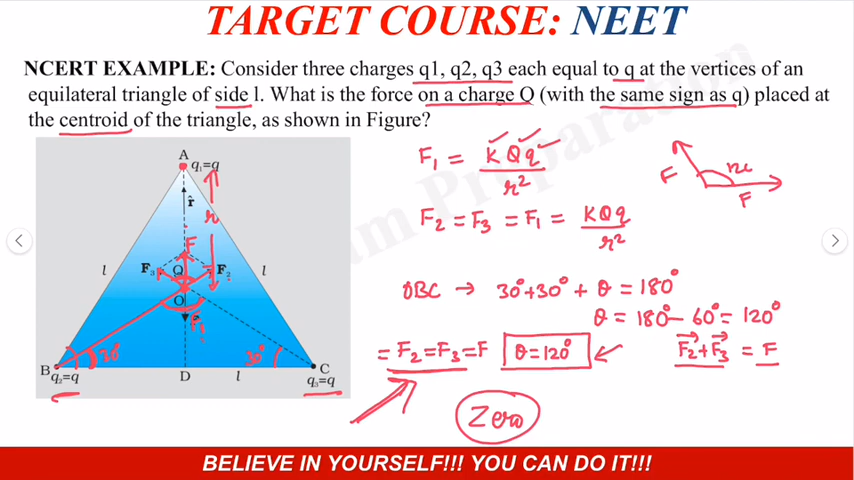 TARGET COURSE: NEET
NCERT EXAMPLE: Consider three charges q1, q2, q3 each equal to q at the vertices of an
equilateral triangle of side l. What is the force on a charge Q (with the same sign as q) placed at
the centroid of the triangle, as shown in Figure?
A
q₁=q
r̂
r
l
l
F
F₃
Q
F₂
O
F₁
30°
30°
B
C
q₂=q
D
l
q₃=q
F₁ = kQq / r²
F₂ = F₃ = F₁ = kQq / r²
F
120
F
OBC → 30°+30° + θ = 180°
θ = 180° - 60° = 120°
= F₂ = F₃ = F
θ = 120°
F₂ + F₃ = F
Zero
BELIEVE IN YOURSELF!!! YOU CAN DO IT!!!